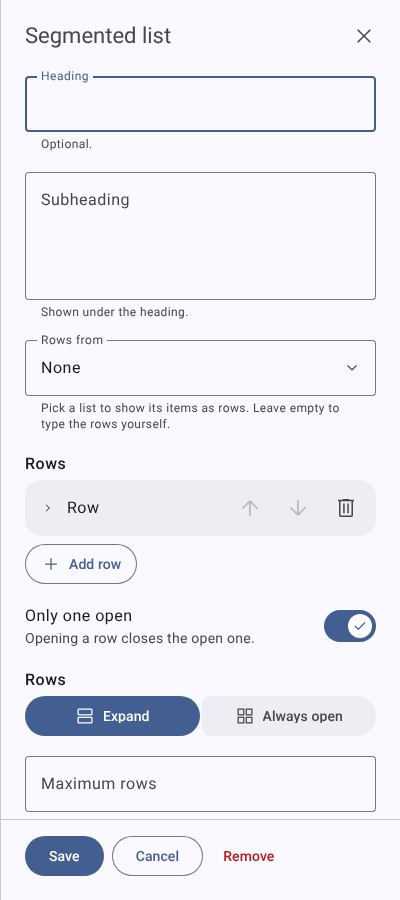 Segmented list
Heading
Optional.
Subheading
Shown under the heading.
Rows from
None
Pick a list to show its items as rows. Leave empty to
type the rows yourself.
Rows
Row
Add row
Only one open
Opening a row closes the open one.
Rows
Expand
Always open
Maximum rows
Save
Cancel
Remove